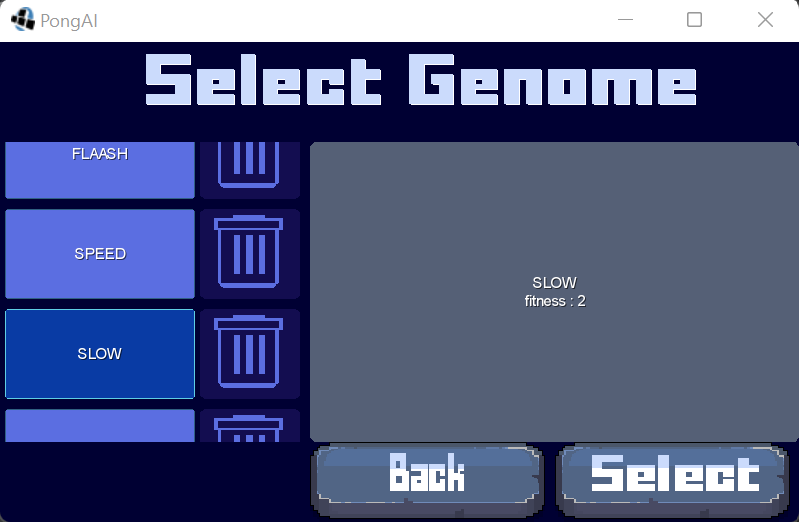 PongAI
Select Genome
FLAASH
SPEED
SLOW
SLOW
fitness : 2
Back
Select